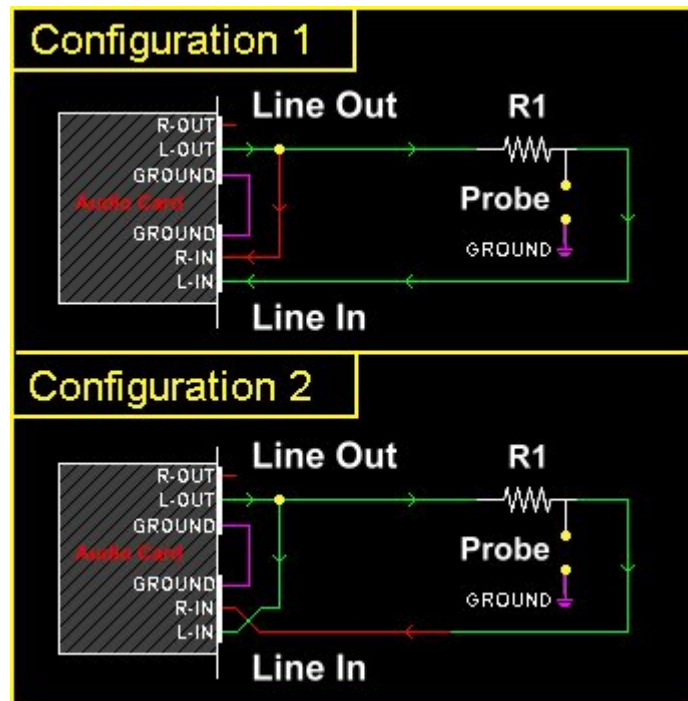 Configuration 1
Line Out
R1
R-OUT
L-OUT
GROUND
Audio Card
Probe
GROUND
GROUND
R-IN
L-IN
Line In
Configuration 2
Line Out
R1
R-OUT
L-OUT
GROUND
Audio Card
Probe
GROUND
GROUND
R-IN
L-IN
Line In